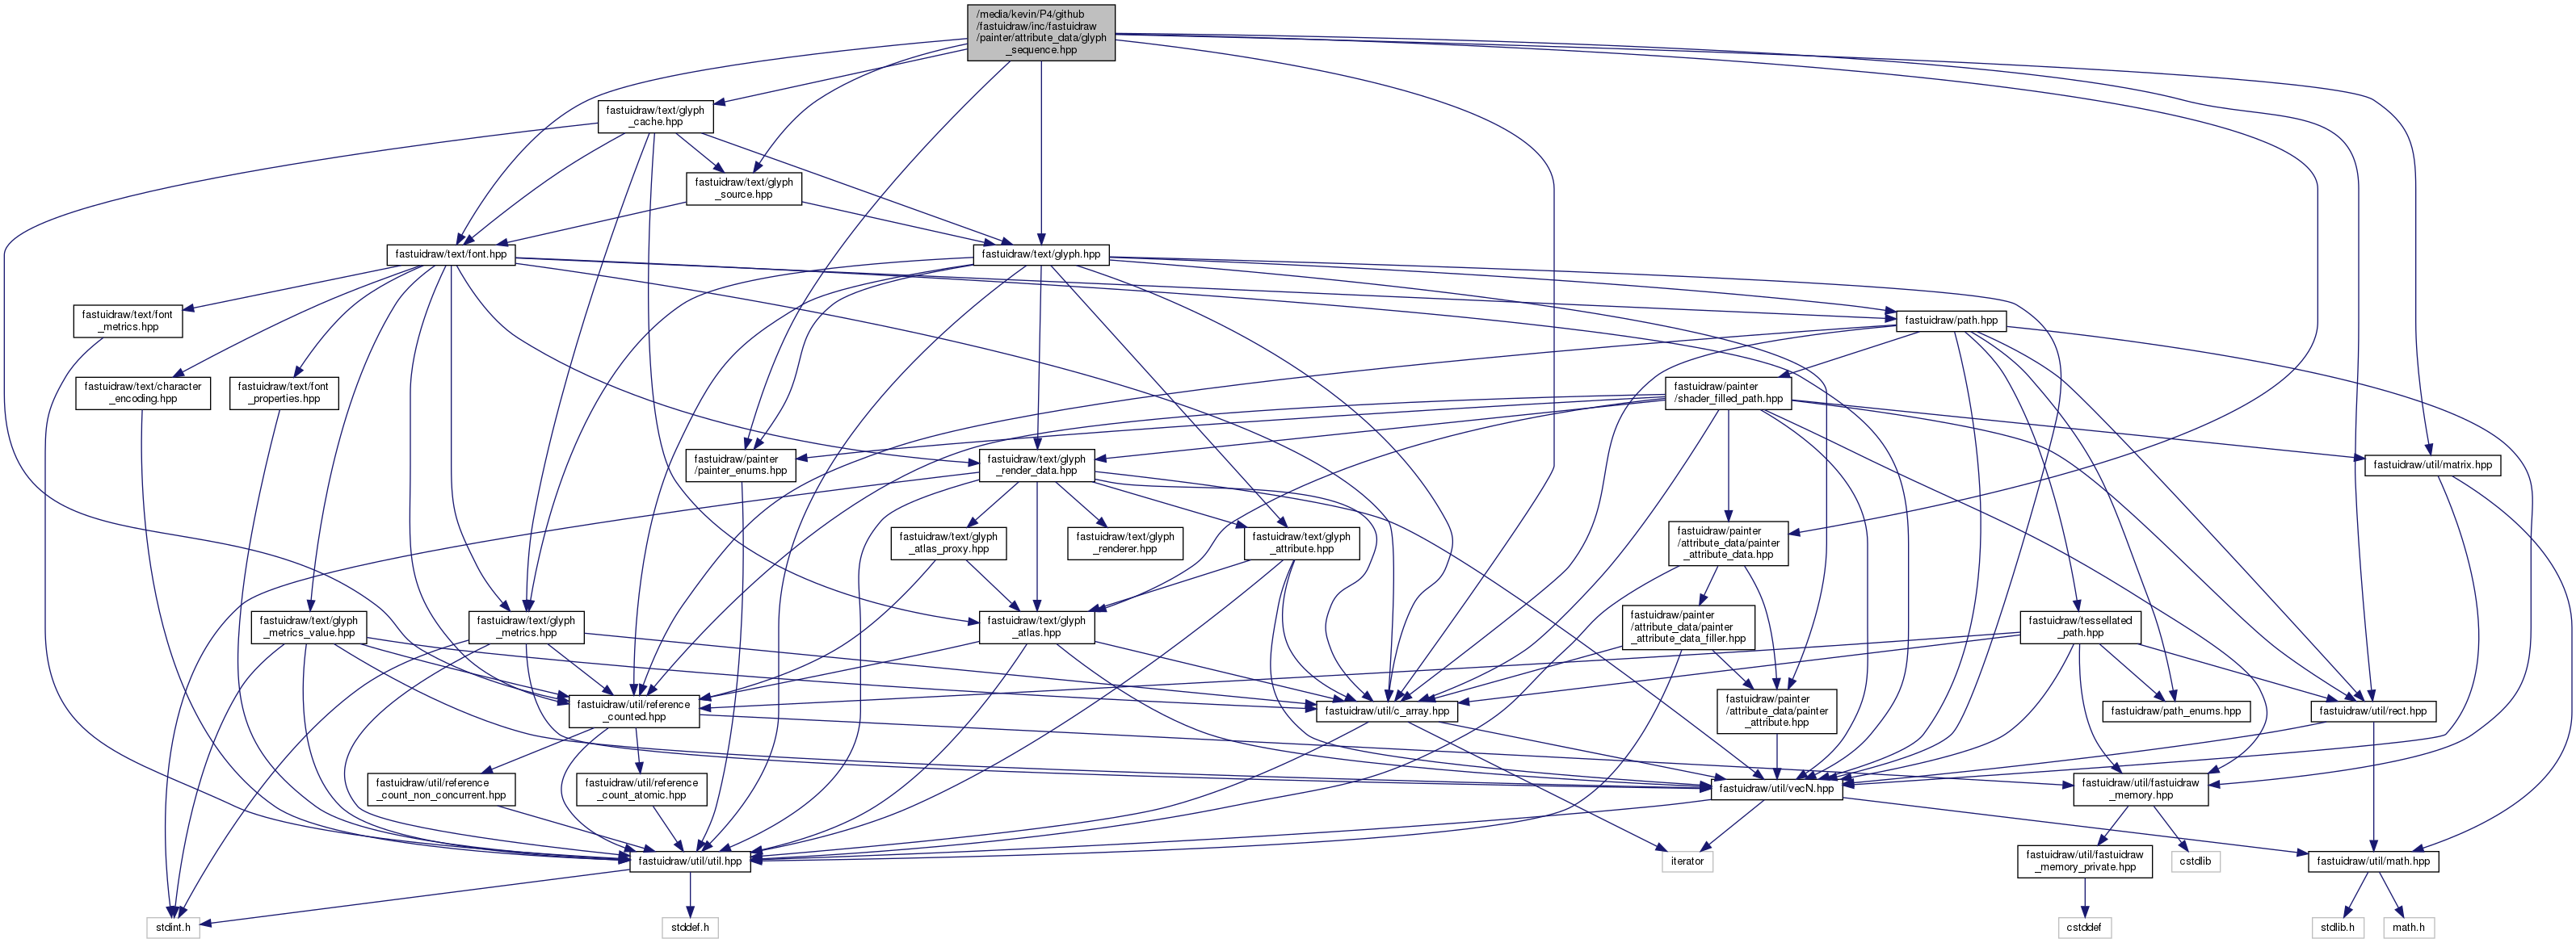 /media/kevin/P4/github
/fastuidraw/inc/fastuidraw
/painter/attribute_data/glyph
_sequence.hpp
fastuidraw/text/glyph
_cache.hpp
fastuidraw/text/glyph
_source.hpp
fastuidraw/text/font.hpp
fastuidraw/text/glyph.hpp
fastuidraw/text/font
_metrics.hpp
fastuidraw/path.hpp
fastuidraw/text/character
_encoding.hpp
fastuidraw/text/font
_properties.hpp
fastuidraw/painter
/shader_filled_path.hpp
fastuidraw/painter
/painter_enums.hpp
fastuidraw/text/glyph
_render_data.hpp
fastuidraw/util/matrix.hpp
fastuidraw/text/glyph
_atlas_proxy.hpp
fastuidraw/text/glyph
_renderer.hpp
fastuidraw/text/glyph
_attribute.hpp
fastuidraw/painter
/attribute_data/painter
_attribute_data.hpp
fastuidraw/text/glyph
_metrics_value.hpp
fastuidraw/text/glyph
_metrics.hpp
fastuidraw/text/glyph
_atlas.hpp
fastuidraw/painter
/attribute_data/painter
_attribute_data_filler.hpp
fastuidraw/tessellated
_path.hpp
fastuidraw/util/reference
_counted.hpp
fastuidraw/util/c_array.hpp
fastuidraw/painter
/attribute_data/painter
_attribute.hpp
fastuidraw/path_enums.hpp
fastuidraw/util/rect.hpp
fastuidraw/util/reference
_count_non_concurrent.hpp
fastuidraw/util/reference
_count_atomic.hpp
fastuidraw/util/vecN.hpp
fastuidraw/util/fastuidraw
_memory.hpp
fastuidraw/util/util.hpp
iterator
fastuidraw/util/fastuidraw
_memory_private.hpp
cstdlib
fastuidraw/util/math.hpp
stdint.h
stddef.h
cstddef
stdlib.h
math.h